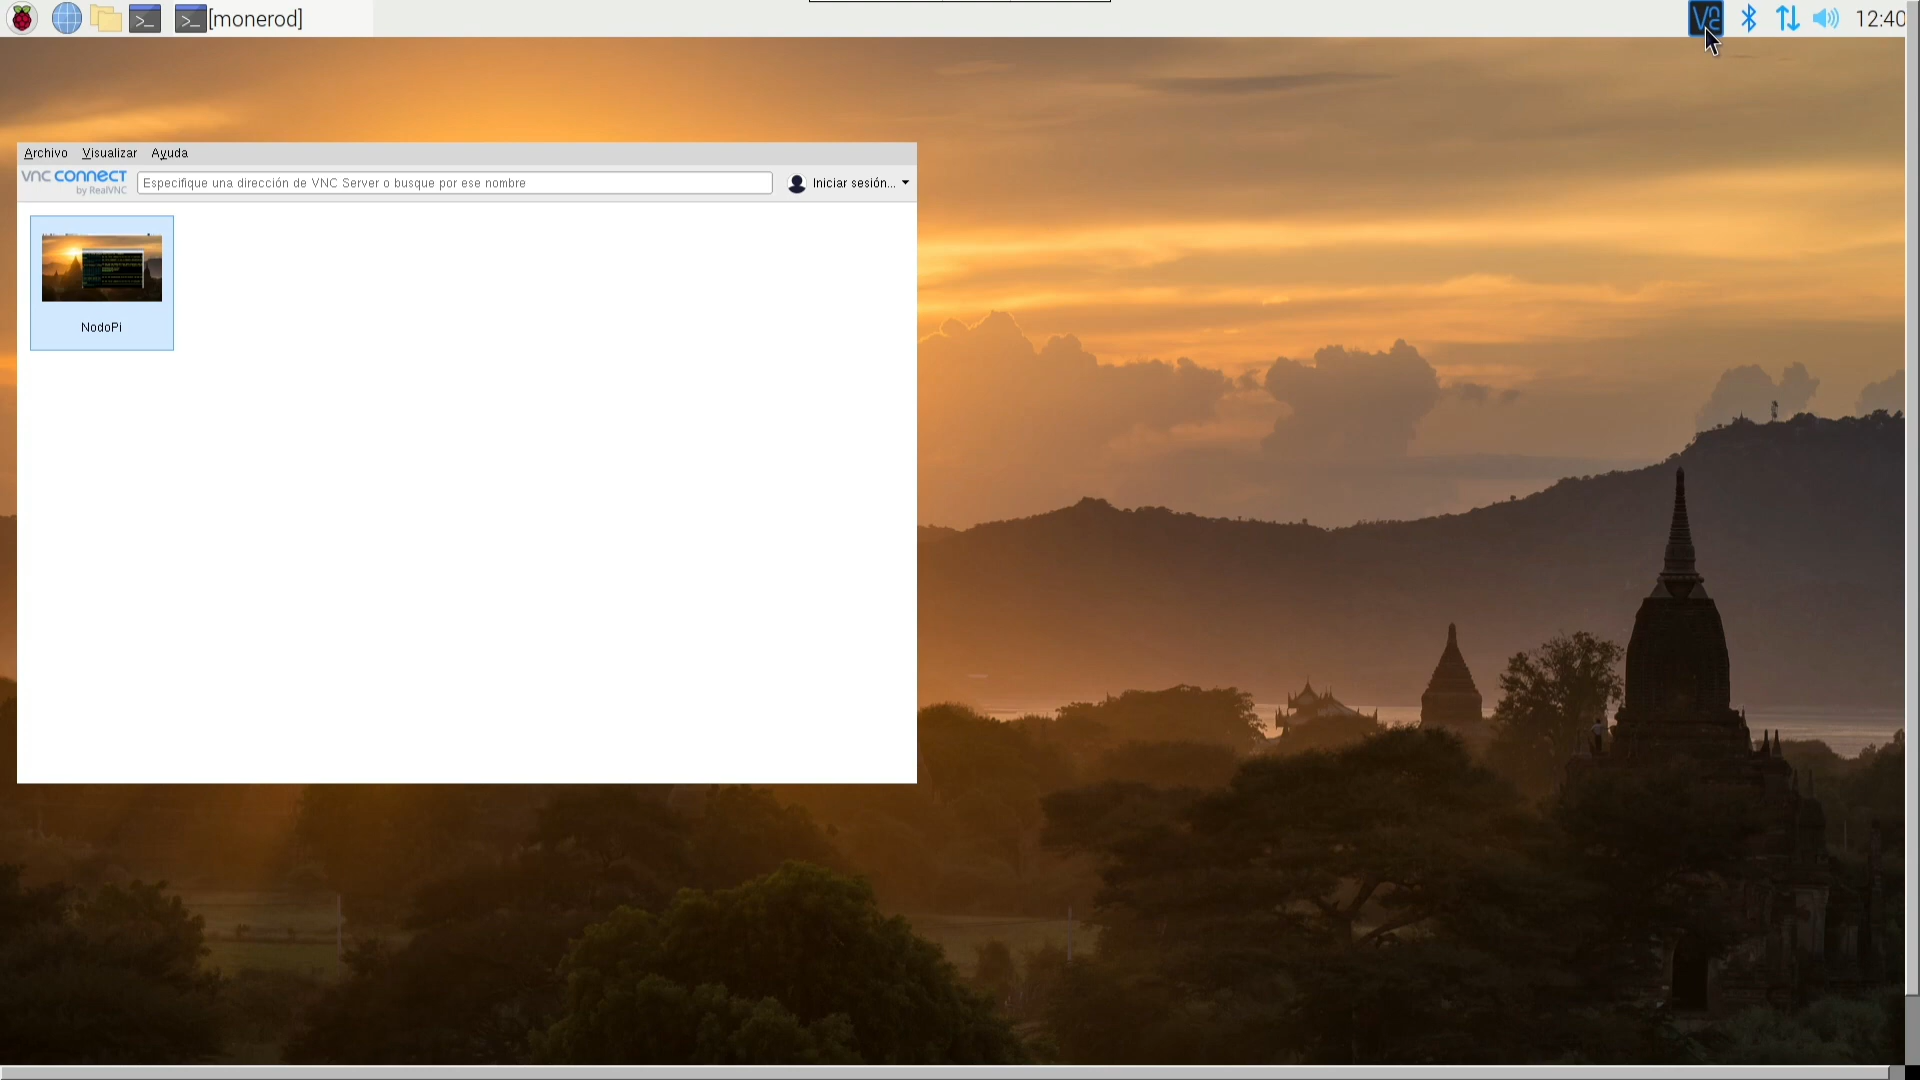 [monerod]
12:40
Archivo Visualizar Ayuda
vnc connect
by RealVNC
Especifique una dirección de VNC Server o busque por ese nombre
Iniciar sesión...
NodoPi